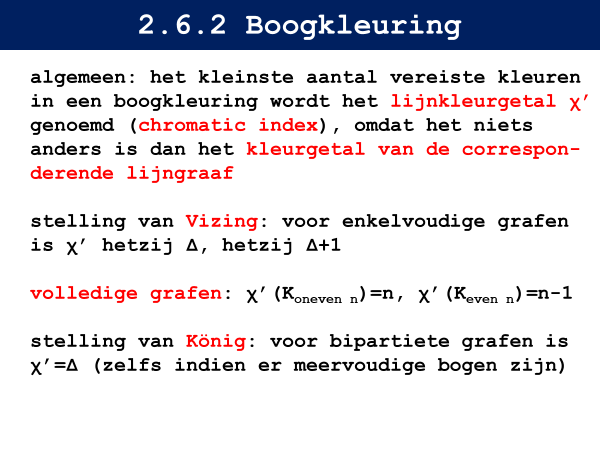 2.6.2 Boogkleuring
algemeen: het kleinste aantal vereiste kleuren
in een boogkleuring wordt het lijnkleurgetal χ’
genoemd (chromatic index), omdat het niets
anders is dan het kleurgetal van de correspon-
derende lijngraaf
stelling van Vizing: voor enkelvoudige grafen
is χ’ hetzij Δ, hetzij Δ+1
volledige grafen: χ’(Koneven n)=n, χ’(Keven n)=n-1
stelling van König: voor bipartiete grafen is
χ’=Δ (zelfs indien er meervoudige bogen zijn)